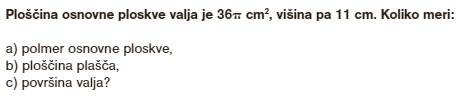 Ploščina osnovne ploskve valja je 36π cm², višina pa 11 cm. Koliko meri:
a) polmer osnovne ploskve,
b) ploščina plašča,
c) površina valja?